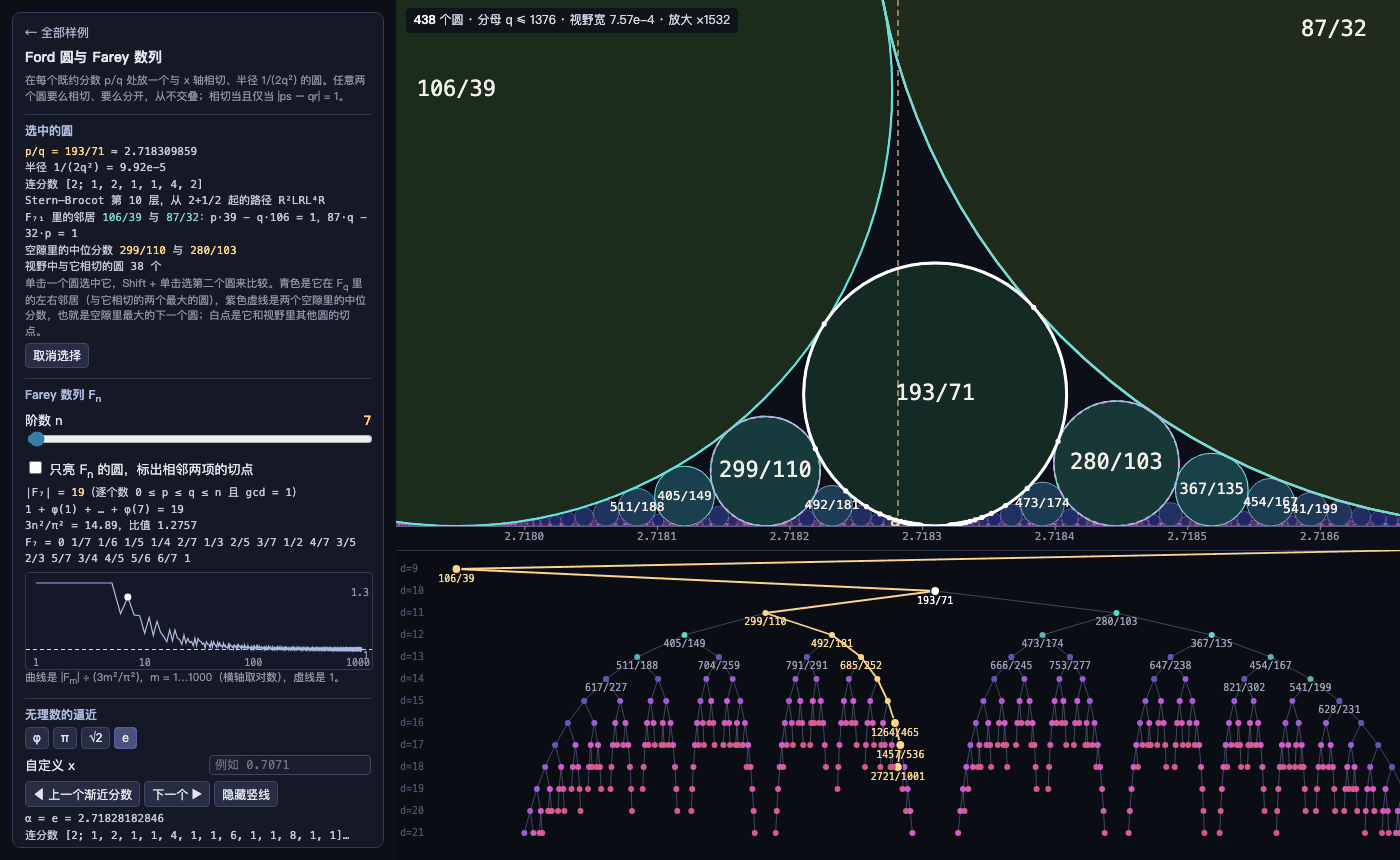 ← 全部样例
Ford 圆与 Farey 数列
在每个既约分数 p/q 处放一个与 x 轴相切、半径 1/(2q²) 的圆。任意两
个圆要么相切、要么分开，从不交叠；相切当且仅当 |ps − qr| = 1。
选中的圆
p/q = 193/71 ≈ 2.718309859
半径 1/(2q²) = 9.92e−5
连分数 [2; 1, 2, 1, 1, 4, 2]
Stern–Brocot 第 10 层，从 2+1/2 起的路径 R²LRL⁴R
F₇₁ 里的邻居 106/39 与 87/32：p·39 − q·106 = 1，87·q −
32·p = 1
空隙里的中位分数 299/110 与 280/103
视野中与它相切的圆 38 个
单击一个圆选中它，Shift + 单击选第二个圆来比较。青色是它在 Fq 里
的左右邻居（与它相切的两个最大的圆），紫色虚线是两个空隙里的中位
分数，也就是空隙里最大的下一个圆；白点是它和视野里其他圆的切
点。
取消选择
Farey 数列 Fn
阶数 n 7
只亮 Fn 的圆，标出相邻两项的切点
|F₇| = 19（逐个数 0 ≤ p ≤ q ≤ n 且 gcd = 1）
1 + φ(1) + … + φ(7) = 19
3n²/π² = 14.89，比值 1.2757
F₇ = 0 1/7 1/6 1/5 1/4 2/7 1/3 2/5 3/7 1/2 4/7 3/5
2/3 5/7 3/4 4/5 5/6 6/7 1
1.3
1
1 10 100 1000
曲线是 |Fm| ÷ (3m²/π²)，m = 1…1000（横轴取对数），虚线是 1。
无理数的逼近
φ π √2 e
自定义 x 例如 0.7071
◀ 上一个渐近分数 下一个 ▶ 隐藏竖线
α = e = 2.71828182846
连分数 [2; 1, 2, 1, 1, 4, 1, 1, 6, 1, 1, 8, 1, 1]…
438 个圆 · 分母 q ≤ 1376 · 视野宽 7.57e−4 · 放大 ×1532
87/32
106/39
193/71
299/110 280/103
511/188 405/149 492/181 473/174 367/135 454/167 541/199
2.7180 2.7181 2.7182 2.7183 2.7184 2.7185 2.7186
d=9
106/39
d=10
193/71
d=11
299/110 280/103
d=12
405/149 492/181 473/174 367/135
d=13
511/188 704/259 791/291 685/252 666/245 753/277 647/238 454/167
d=14
617/227 821/302 541/199
d=15
628/231
d=16
1264/465
d=17
1457/536
d=18
2721/1001
d=19
d=20
d=21